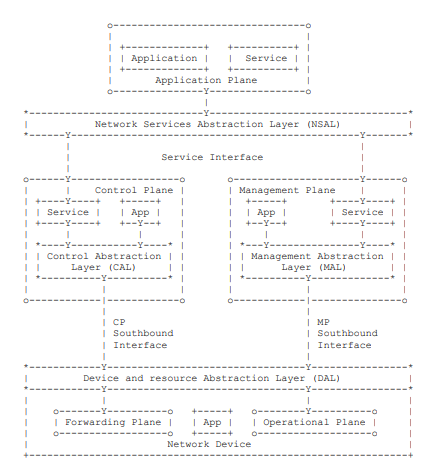 Application Service
Application Plane
Network Services Abstraction Layer (NSAL)
Service Interface
Control Plane Management Plane
Service App App Service
Control Abstraction Management Abstraction
Layer (CAL) Layer (MAL)
CP MP
Southbound Southbound
Interface Interface
Device and resource Abstraction Layer (DAL)
Forwarding Plane App Operational Plane
Network Device